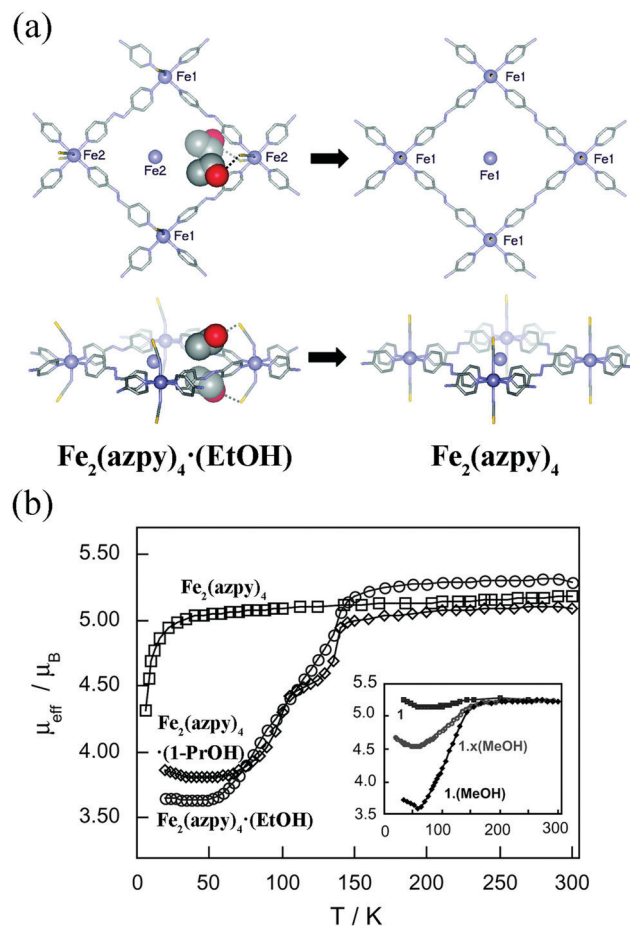 (a)
Fe1
Fe2
Fe2
Fe2
Fe1
Fe1
Fe1
Fe1
Fe1
Fe1
Fe₂(azpy)₄·(EtOH)
Fe₂(azpy)₄
(b)
μeff / μB
5.50
5.00
4.50
4.00
3.50
Fe₂(azpy)₄
Fe₂(azpy)₄
·(1-PrOH)
Fe₂(azpy)₄·(EtOH)
5.5
5.0
4.5
4.0
3.5
1
1.x(MeOH)
1.(MeOH)
0 50 100 150 200 250 300
0 50 100 150 200 250 300
T / K